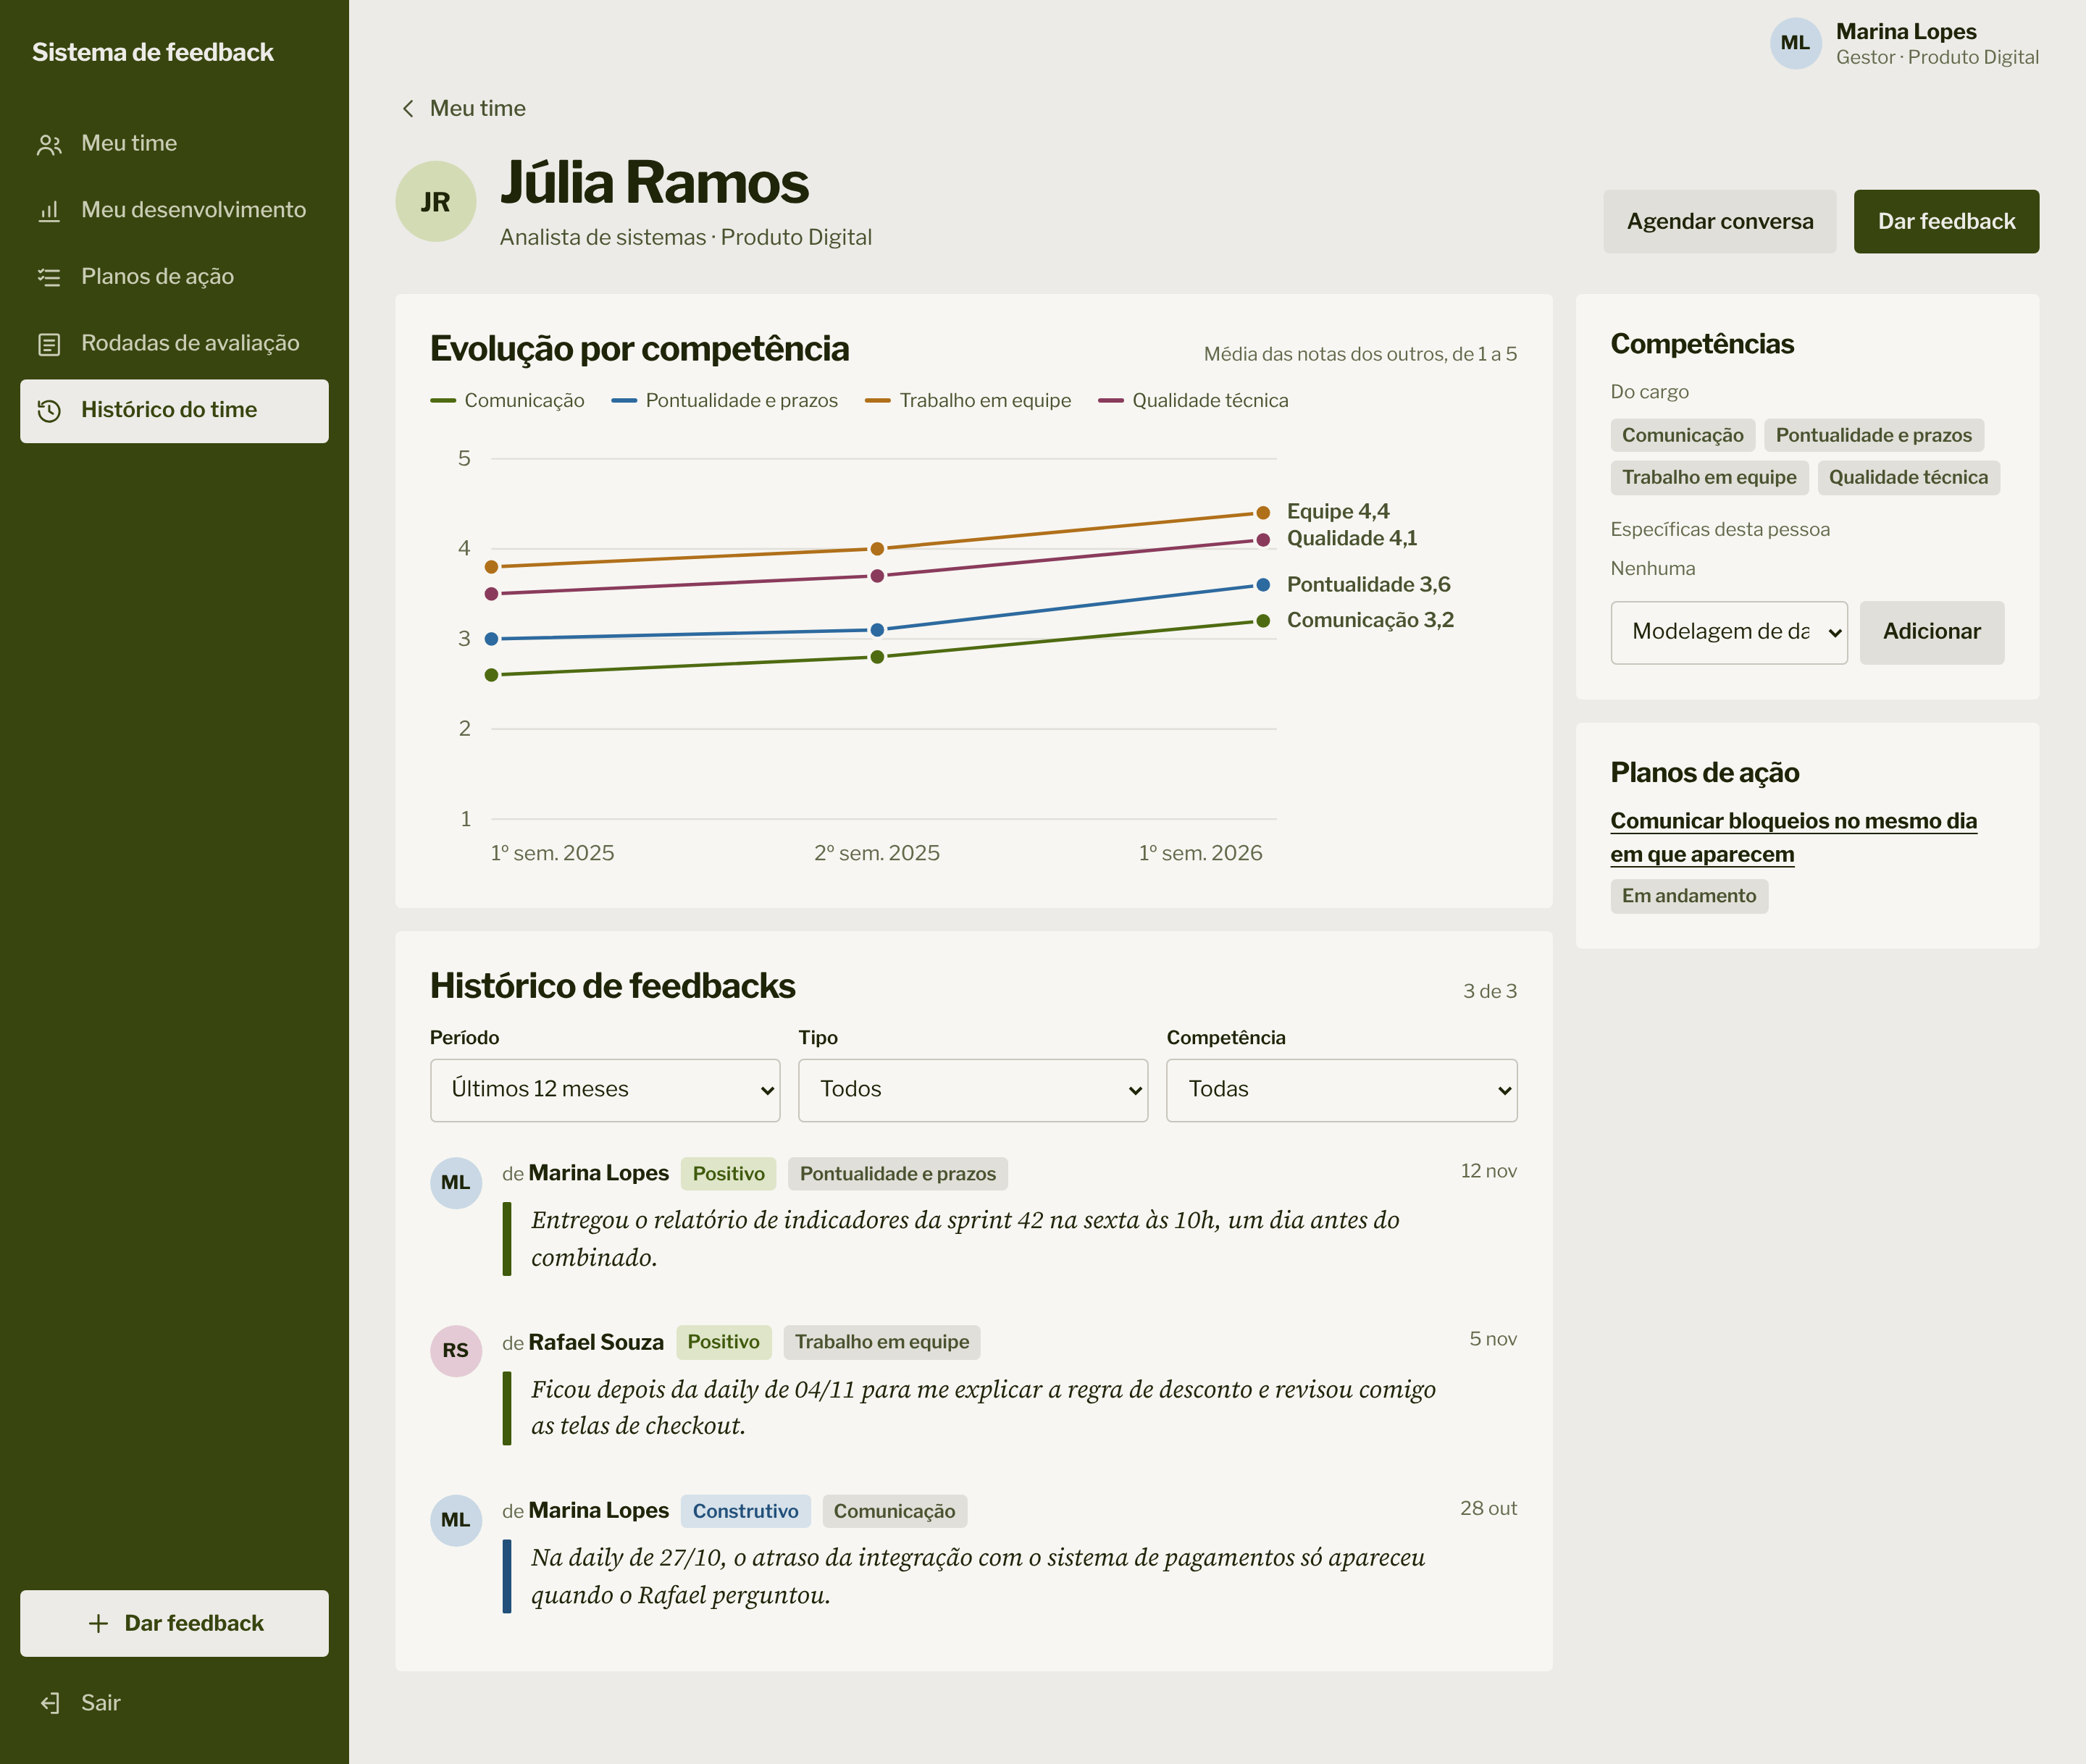 Sistema de feedback
Meu time
Meu desenvolvimento
Planos de ação
Rodadas de avaliação
Histórico do time
Dar feedback
Sair
ML
Marina Lopes
Gestor · Produto Digital
Meu time
JR
Júlia Ramos
Analista de sistemas · Produto Digital
Agendar conversa
Dar feedback
Evolução por competência
Média das notas dos outros, de 1 a 5
Comunicação
Pontualidade e prazos
Trabalho em equipe
Qualidade técnica
5
4
3
2
1
Equipe 4,4
Qualidade 4,1
Pontualidade 3,6
Comunicação 3,2
1º sem. 2025
2º sem. 2025
1º sem. 2026
Competências
Do cargo
Comunicação
Pontualidade e prazos
Trabalho em equipe
Qualidade técnica
Específicas desta pessoa
Nenhuma
Modelagem de da
Adicionar
Planos de ação
Comunicar bloqueios no mesmo dia
em que aparecem
Em andamento
Histórico de feedbacks
3 de 3
Período
Tipo
Competência
Últimos 12 meses
Todos
Todas
ML
de Marina Lopes
Positivo
Pontualidade e prazos
12 nov
Entregou o relatório de indicadores da sprint 42 na sexta às 10h, um dia antes do
combinado.
RS
de Rafael Souza
Positivo
Trabalho em equipe
5 nov
Ficou depois da daily de 04/11 para me explicar a regra de desconto e revisou comigo
as telas de checkout.
ML
de Marina Lopes
Construtivo
Comunicação
28 out
Na daily de 27/10, o atraso da integração com o sistema de pagamentos só apareceu
quando o Rafael perguntou.